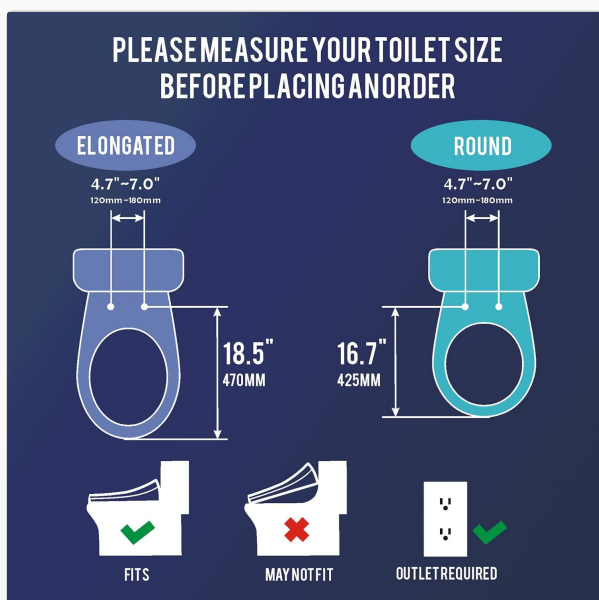 PLEASE MEASURE YOUR TOILET SIZE
BEFORE PLACING AN ORDER
ELONGATED
4.7"~7.0"
120mm~180mm
18.5"
470MM
ROUND
4.7"~7.0"
120mm~180mm
16.7"
425MM
FITS
MAY NOT FIT
OUTLET REQUIRED